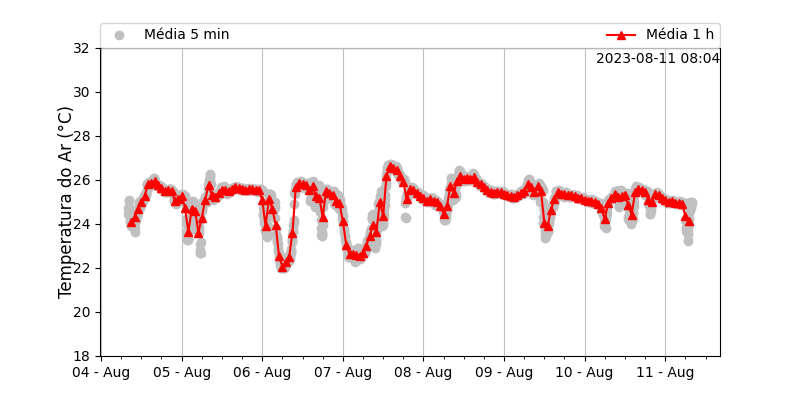 Média 5 min
Média 1 h
2023-08-11 08:04
Temperatura do Ar (°C)
32
30
28
26
24
22
20
18
04 - Aug
05 - Aug
06 - Aug
07 - Aug
08 - Aug
09 - Aug
10 - Aug
11 - Aug